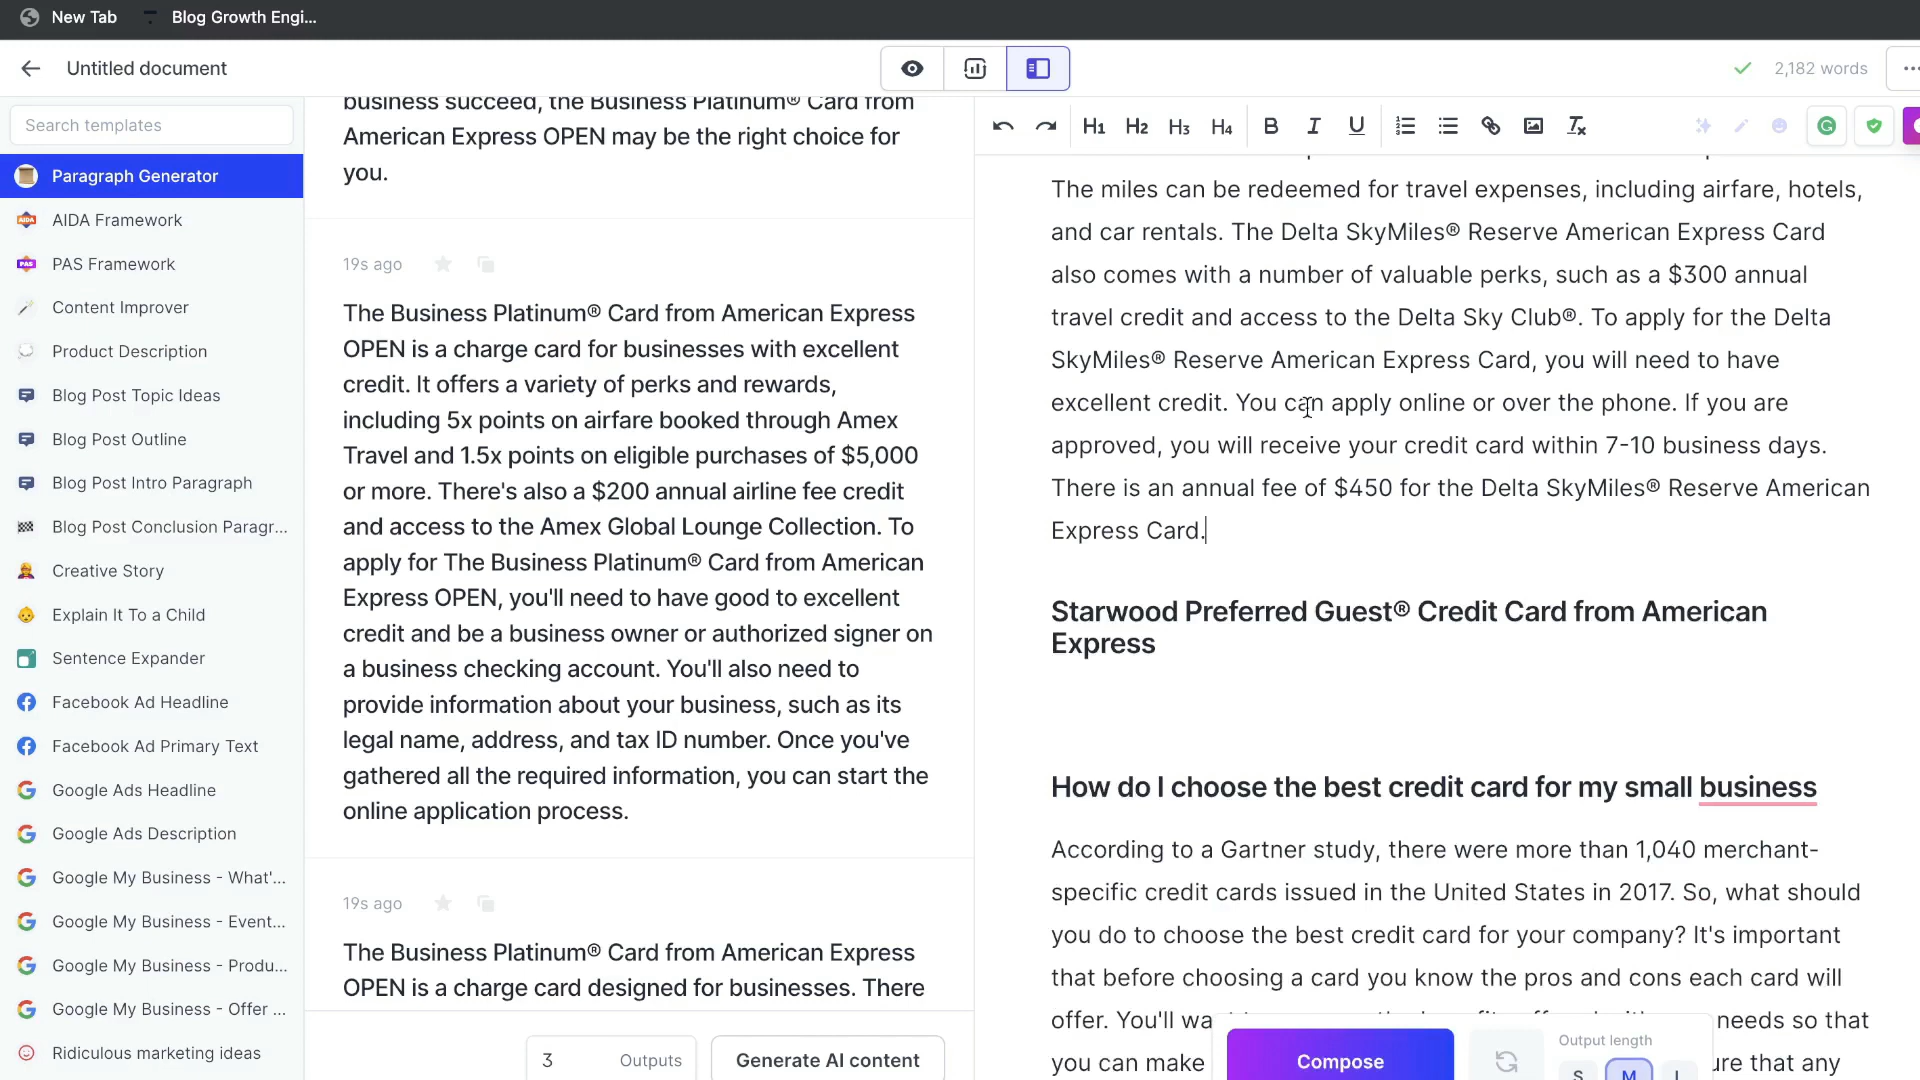 New Tab
Blog Growth Engi...
Untitled document
2,182 words
Search templates
Paragraph Generator
AIDA Framework
PAS Framework
Content Improver
Product Description
Blog Post Topic Ideas
Blog Post Outline
Blog Post Intro Paragraph
Blog Post Conclusion Paragr...
Creative Story
Explain It To a Child
Sentence Expander
Facebook Ad Headline
Facebook Ad Primary Text
Google Ads Headline
Google Ads Description
Google My Business - What'...
Google My Business - Event...
Google My Business - Produ...
Google My Business - Offer ...
Ridiculous marketing ideas
business succeed, the Business Platinum® Card from
American Express OPEN may be the right choice for
you.
19s ago
The Business Platinum® Card from American Express
OPEN is a charge card for businesses with excellent
credit. It offers a variety of perks and rewards,
including 5x points on airfare booked through Amex
Travel and 1.5x points on eligible purchases of $5,000
or more. There's also a $200 annual airline fee credit
and access to the Amex Global Lounge Collection. To
apply for The Business Platinum® Card from American
Express OPEN, you'll need to have good to excellent
credit and be a business owner or authorized signer on
a business checking account. You'll also need to
provide information about your business, such as its
legal name, address, and tax ID number. Once you've
gathered all the required information, you can start the
online application process.
19s ago
The Business Platinum® Card from American Express
OPEN is a charge card designed for businesses. There
3 Outputs
Generate AI content
H1 H2 H3 H4 B I U
The miles can be redeemed for travel expenses, including airfare, hotels,
and car rentals. The Delta SkyMiles® Reserve American Express Card
also comes with a number of valuable perks, such as a $300 annual
travel credit and access to the Delta Sky Club®. To apply for the Delta
SkyMiles® Reserve American Express Card, you will need to have
excellent credit. You can apply online or over the phone. If you are
approved, you will receive your credit card within 7-10 business days.
There is an annual fee of $450 for the Delta SkyMiles® Reserve American
Express Card.
Starwood Preferred Guest® Credit Card from American
Express
How do I choose the best credit card for my small business
According to a Gartner study, there were more than 1,040 merchant-
specific credit cards issued in the United States in 2017. So, what should
you do to choose the best credit card for your company? It's important
that before choosing a card you know the pros and cons each card will
offer. You'll needs so that
you can make any
Compose
Output length
S M L